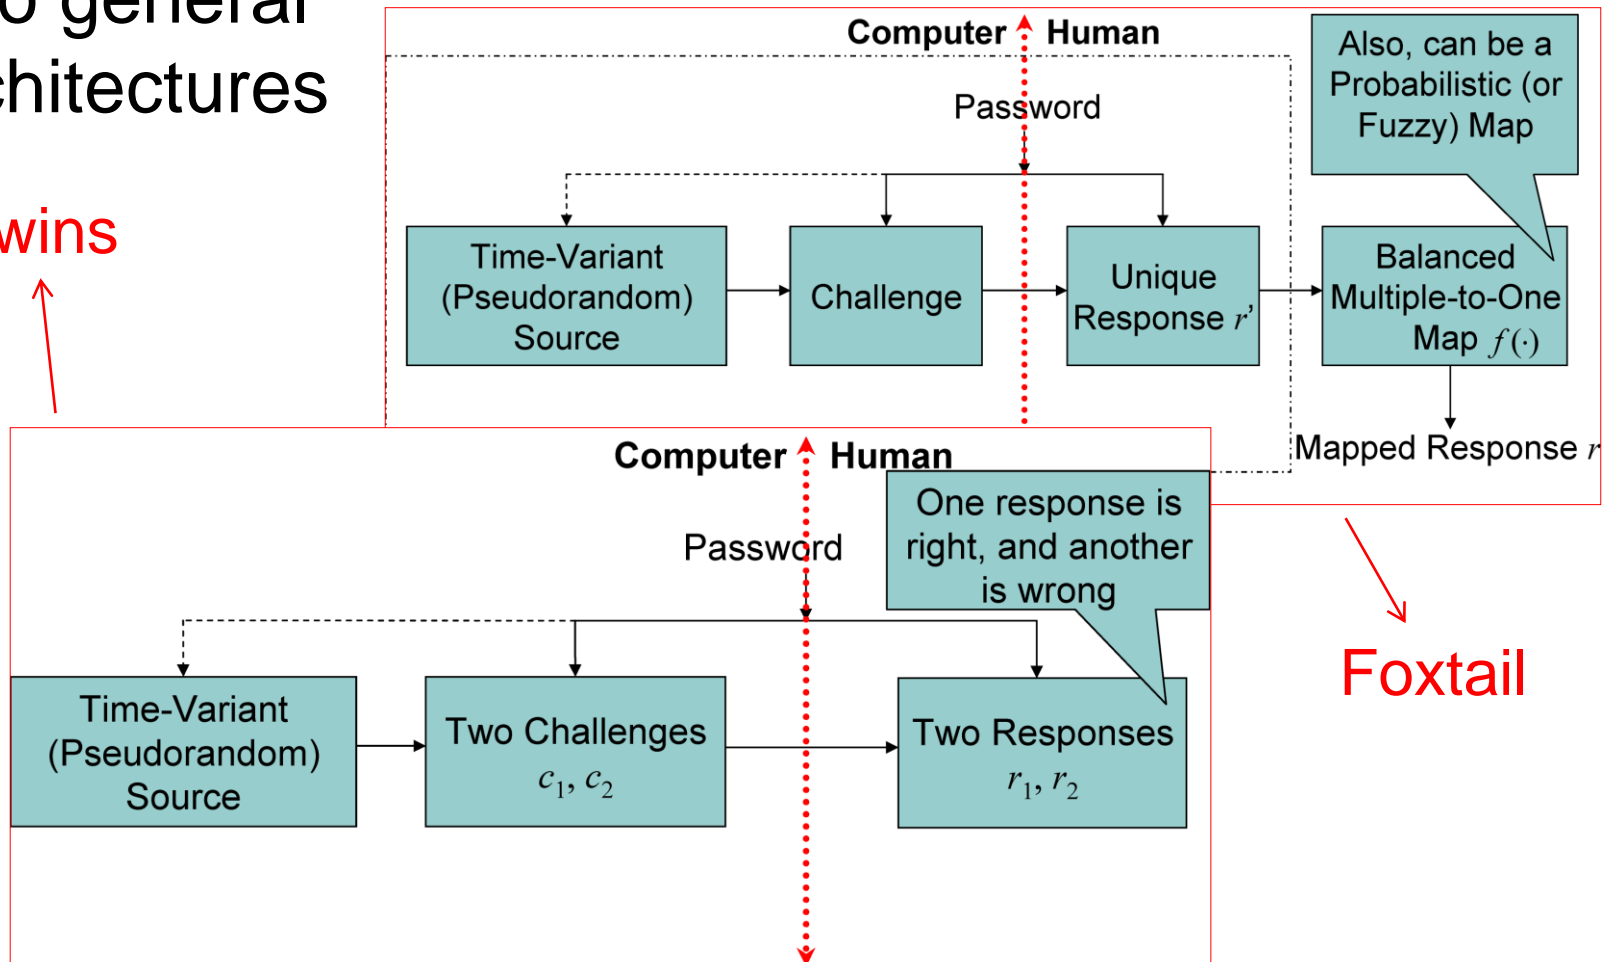 o general
chitectures
wins
Computer Human
Password
Also, can be a
Probabilistic (or
Fuzzy) Map
Time-Variant
(Pseudorandom)
Source
Challenge
Unique
Response r'
Balanced
Multiple-to-One
Map f(·)
Mapped Response r
Computer Human
Password
One response is
right, and another
is wrong
Time-Variant
(Pseudorandom)
Source
Two Challenges
c₁, c₂
Two Responses
r₁, r₂
Foxtail